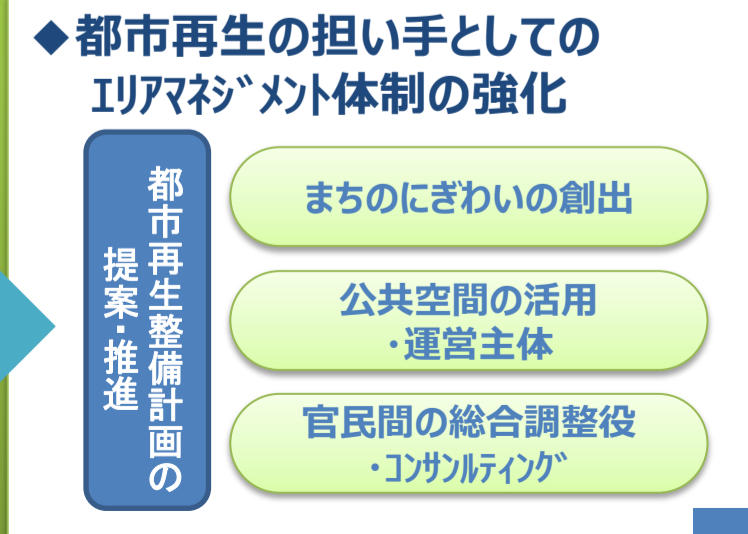 ◆都市再生の担い手としての
ｴﾘｱﾏﾈｼﾞﾒﾝﾄ体制の強化
都市再生整備計画の
提案・推進
まちのにぎわいの創出
公共空間の活用
・運営主体
官民間の総合調整役
・ｺﾝｻﾙﾃｨﾝｸﾞ